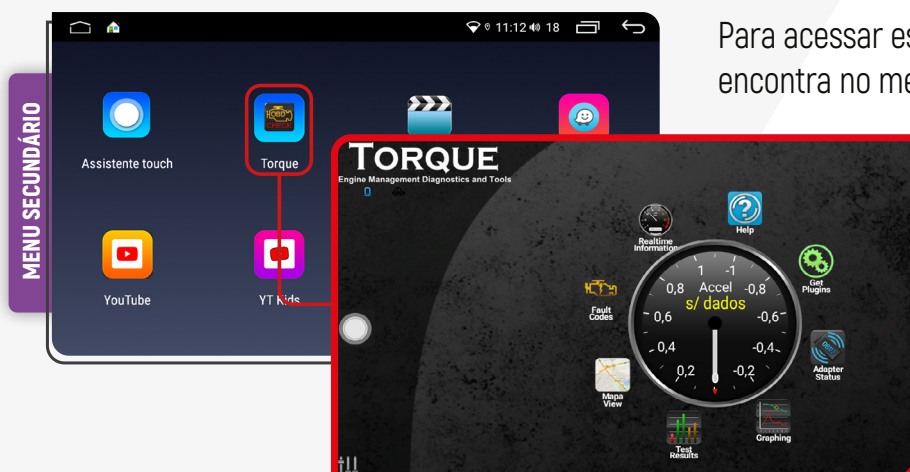 11:12 18
Para acessar es
encontra no me
MENU SECUNDÁRIO
Assistente touch
OBD
CHECK
Torque
YouTube
YT Kids
TORQUE
Engine Management Diagnostics and Tools
Help
Realtime
Information
Get
Plugins
Fault
Codes
Adapter
Status
Mapa
View
Graphing
Test
Results
1 -1
0,8 Accel -0,8
s/ dados
0,6 -0,6
0,4 -0,4
0,2 -0,2